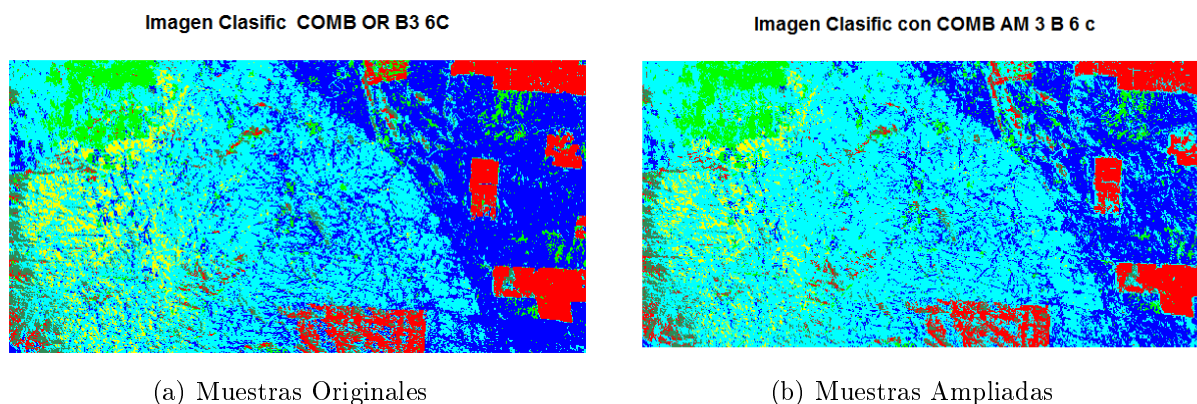 Imagen Clasific COMB OR B3 6C
Imagen Clasific con COMB AM 3 B 6 c
(a) Muestras Originales
(b) Muestras Ampliadas